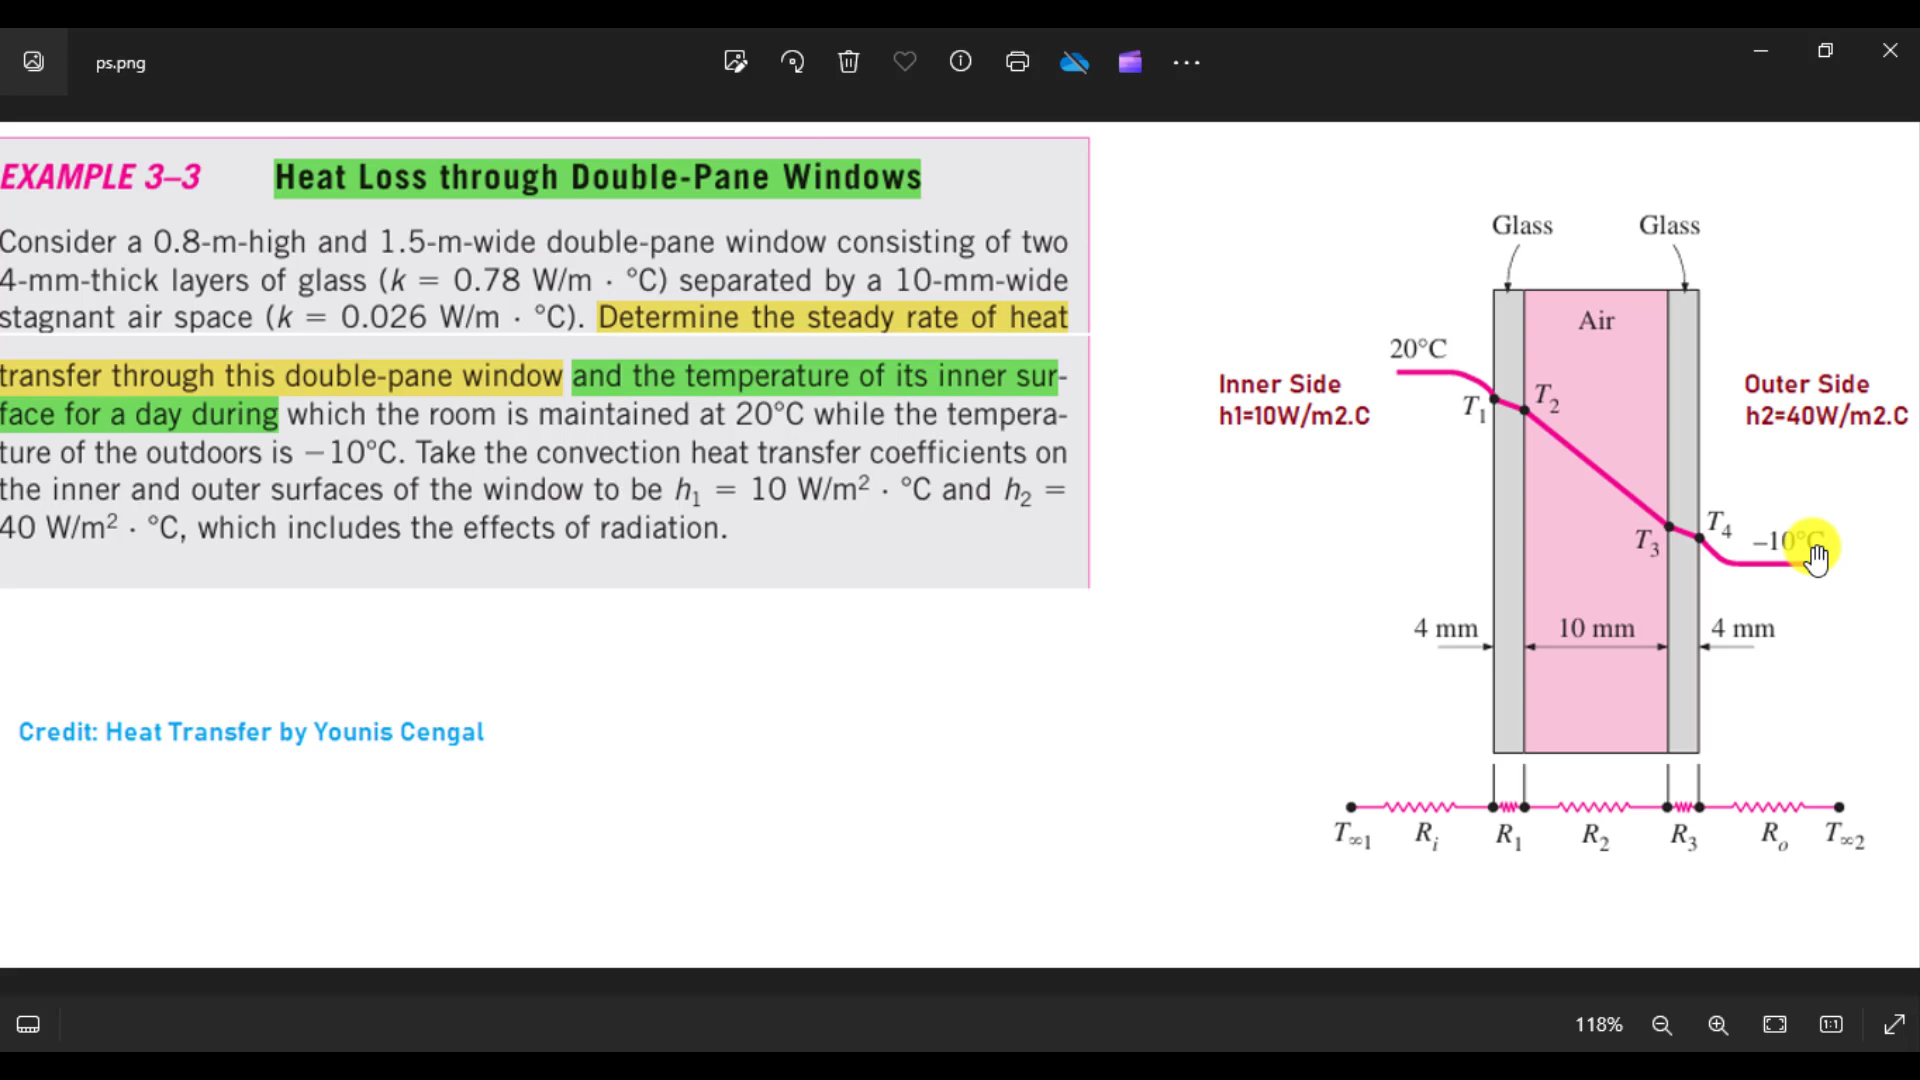 ps.png
EXAMPLE 3–3 Heat Loss through Double-Pane Windows
Consider a 0.8-m-high and 1.5-m-wide double-pane window consisting of two
4-mm-thick layers of glass (k = 0.78 W/m · °C) separated by a 10-mm-wide
stagnant air space (k = 0.026 W/m · °C). Determine the steady rate of heat
transfer through this double-pane window and the temperature of its inner sur-
face for a day during which the room is maintained at 20°C while the tempera-
ture of the outdoors is −10°C. Take the convection heat transfer coefficients on
the inner and outer surfaces of the window to be h₁ = 10 W/m² · °C and h₂ =
40 W/m² · °C, which includes the effects of radiation.
Credit: Heat Transfer by Younis Cengal
Glass Glass
Air
20°C
Inner Side
h1=10W/m2.C
Outer Side
h2=40W/m2.C
T₁ T₂
T₃ T₄
–10°C
4 mm 10 mm 4 mm
T∞1 Ri R₁ R₂ R₃ Ro T∞2
118%
1:1